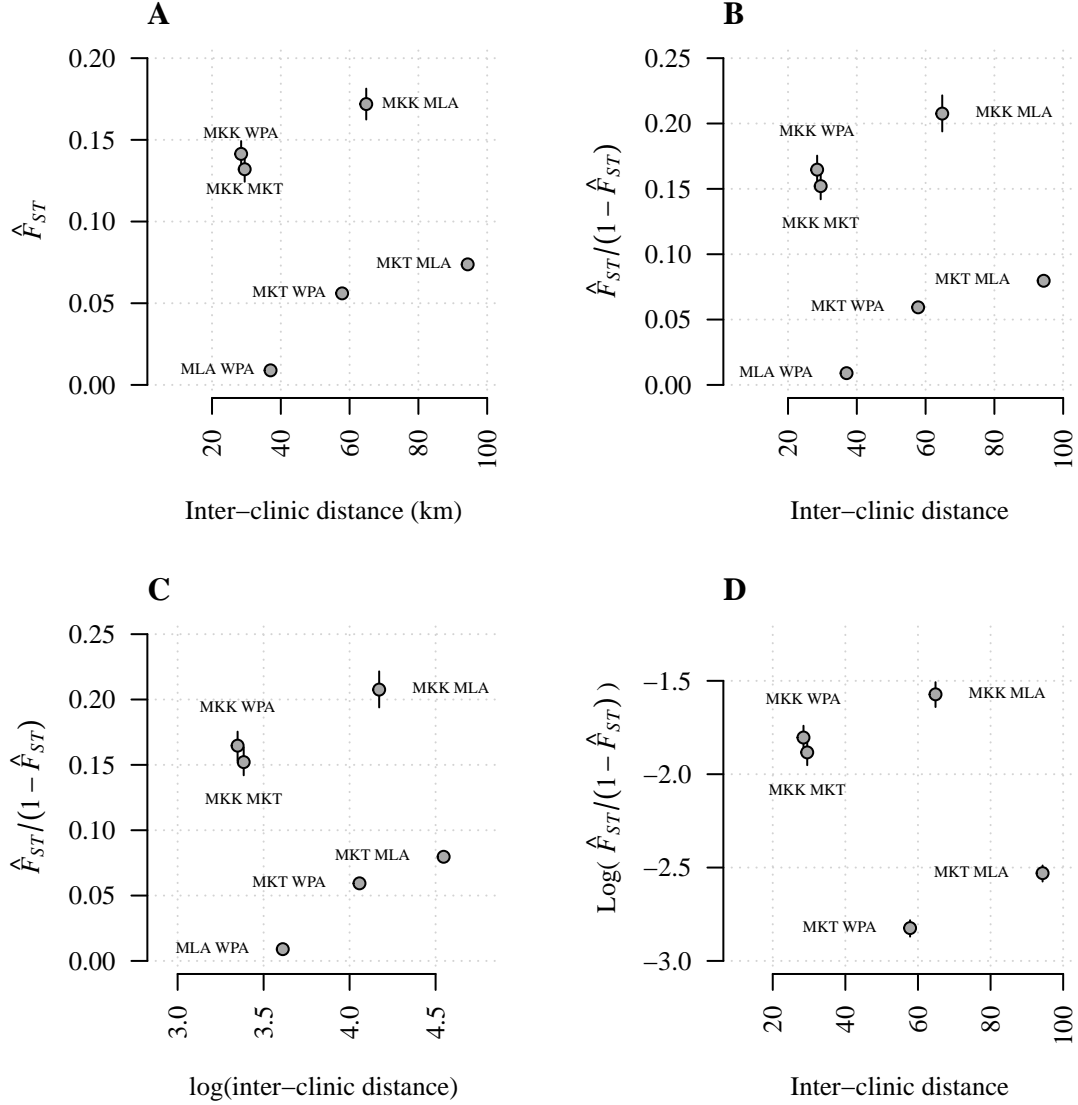 A
0.20
0.15
0.10
0.05
0.00
F̂ST
MKK MLA
MKK WPA
MKK MKT
MKT MLA
MKT WPA
MLA WPA
20 40 60 80 100
Inter−clinic distance (km)
B
0.25
0.20
0.15
0.10
0.05
0.00
F̂ST/(1−F̂ST)
MKK MLA
MKK WPA
MKK MKT
MKT MLA
MKT WPA
MLA WPA
20 40 60 80 100
Inter−clinic distance
C
0.25
0.20
0.15
0.10
0.05
0.00
F̂ST/(1−F̂ST)
MKK MLA
MKK WPA
MKK MKT
MKT MLA
MKT WPA
MLA WPA
3.0 3.5 4.0 4.5
log(inter−clinic distance)
D
−1.5
−2.0
−2.5
−3.0
Log( F̂ST/(1−F̂ST) )
MKK MLA
MKK WPA
MKK MKT
MKT MLA
MKT WPA
20 40 60 80 100
Inter−clinic distance